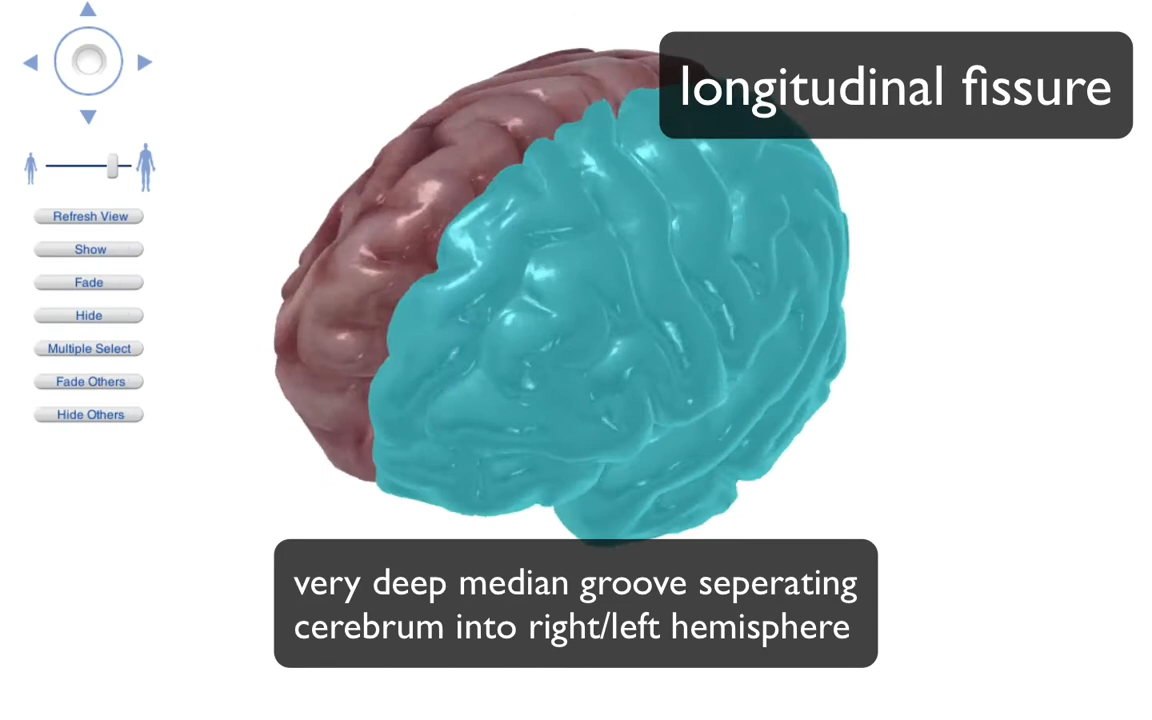 longitudinal fissure
Refresh View
Show
Fade
Hide
Multiple Select
Fade Others
Hide Others
very deep median groove seperating
cerebrum into right/left hemisphere